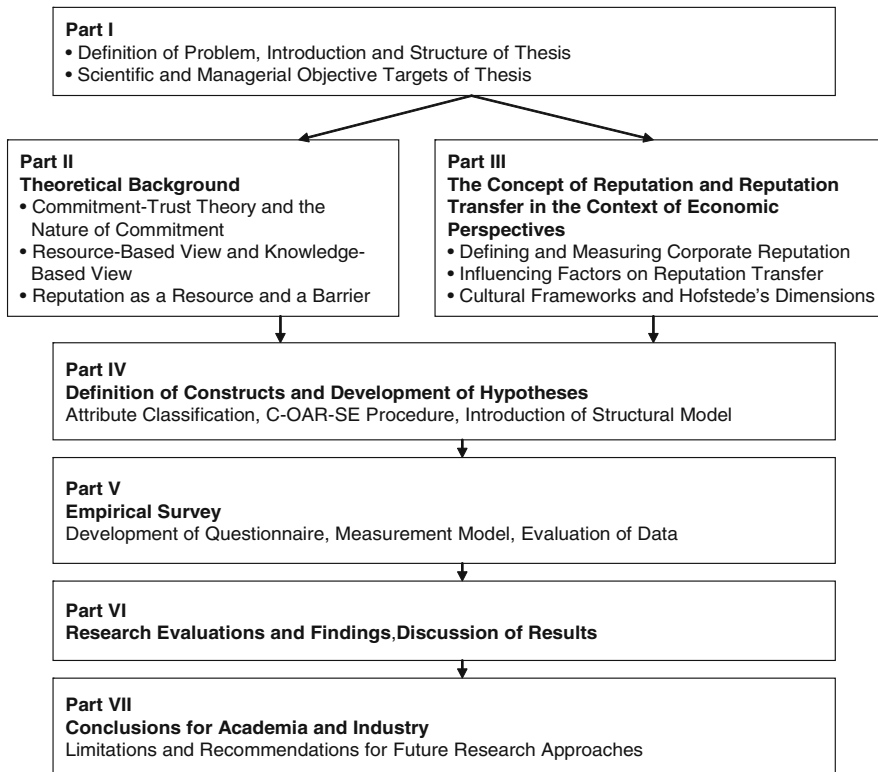 Part I
• Definition of Problem, Introduction and Structure of Thesis
• Scientific and Managerial Objective Targets of Thesis
Part II
Theoretical Background
• Commitment-Trust Theory and the
Nature of Commitment
• Resource-Based View and Knowledge-
Based View
• Reputation as a Resource and a Barrier
Part III
The Concept of Reputation and Reputation
Transfer in the Context of Economic
Perspectives
• Defining and Measuring Corporate Reputation
• Influencing Factors on Reputation Transfer
• Cultural Frameworks and Hofstede's Dimensions
Part IV
Definition of Constructs and Development of Hypotheses
Attribute Classification, C-OAR-SE Procedure, Introduction of Structural Model
Part V
Empirical Survey
Development of Questionnaire, Measurement Model, Evaluation of Data
Part VI
Research Evaluations and Findings,Discussion of Results
Part VII
Conclusions for Academia and Industry
Limitations and Recommendations for Future Research Approaches